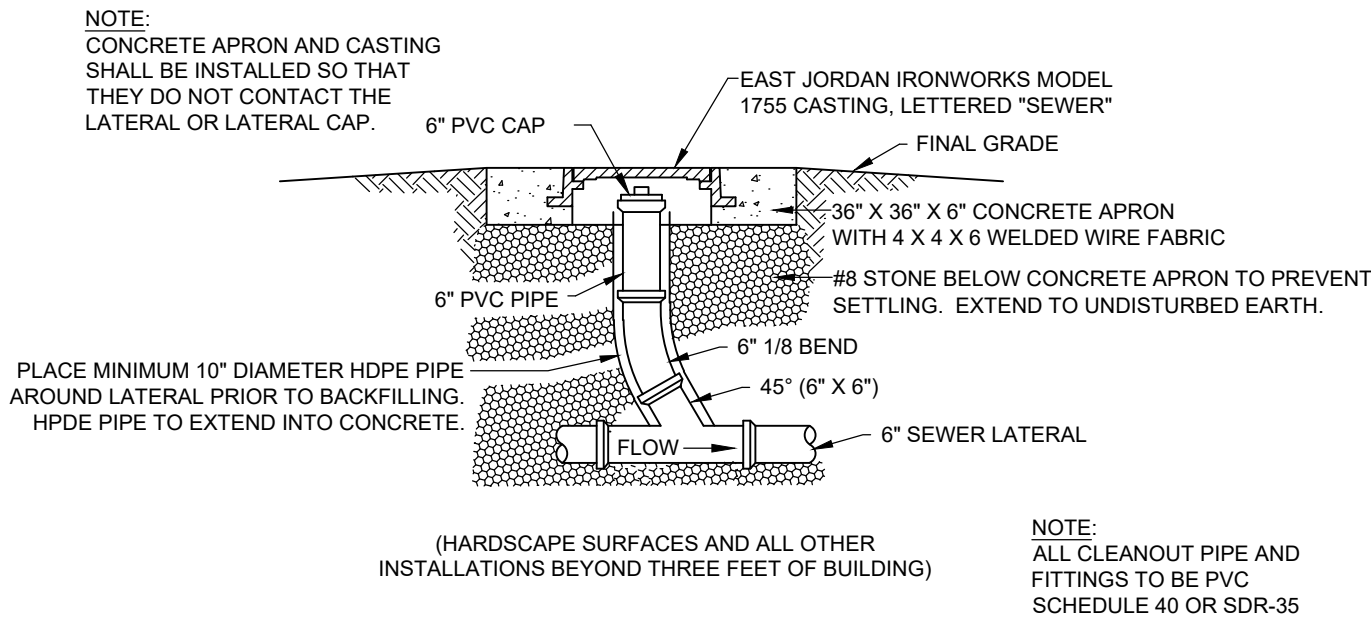 NOTE:
CONCRETE APRON AND CASTING
SHALL BE INSTALLED SO THAT
THEY DO NOT CONTACT THE
LATERAL OR LATERAL CAP.
6" PVC CAP
EAST JORDAN IRONWORKS MODEL
1755 CASTING, LETTERED "SEWER"
FINAL GRADE
36" X 36" X 6" CONCRETE APRON
WITH 4 X 4 X 6 WELDED WIRE FABRIC
#8 STONE BELOW CONCRETE APRON TO PREVENT
SETTLING. EXTEND TO UNDISTURBED EARTH.
6" PVC PIPE
6" 1/8 BEND
PLACE MINIMUM 10" DIAMETER HDPE PIPE
AROUND LATERAL PRIOR TO BACKFILLING.
HPDE PIPE TO EXTEND INTO CONCRETE.
45° (6" X 6")
6" SEWER LATERAL
FLOW
(HARDSCAPE SURFACES AND ALL OTHER
INSTALLATIONS BEYOND THREE FEET OF BUILDING)
NOTE:
ALL CLEANOUT PIPE AND
FITTINGS TO BE PVC
SCHEDULE 40 OR SDR-35